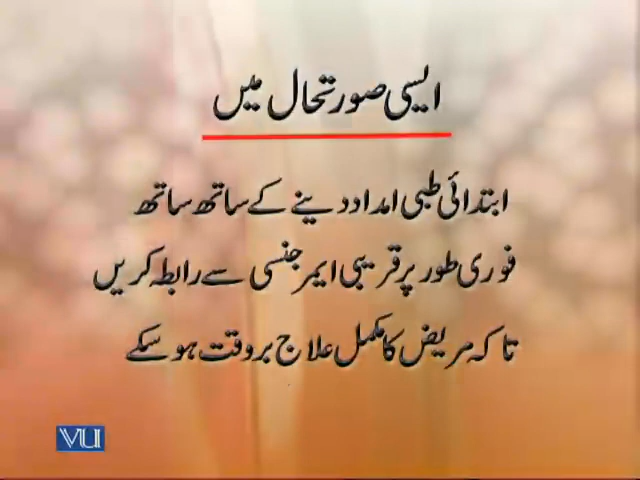 ایسی صورتحال میں
ابتدائی طبی امداد دینے کے ساتھ ساتھ
فوری طور پر قریبی ایمرجنسی سے رابطہ کریں
تاکہ مریض کا مکمل علاج بروقت ہو سکے
VU